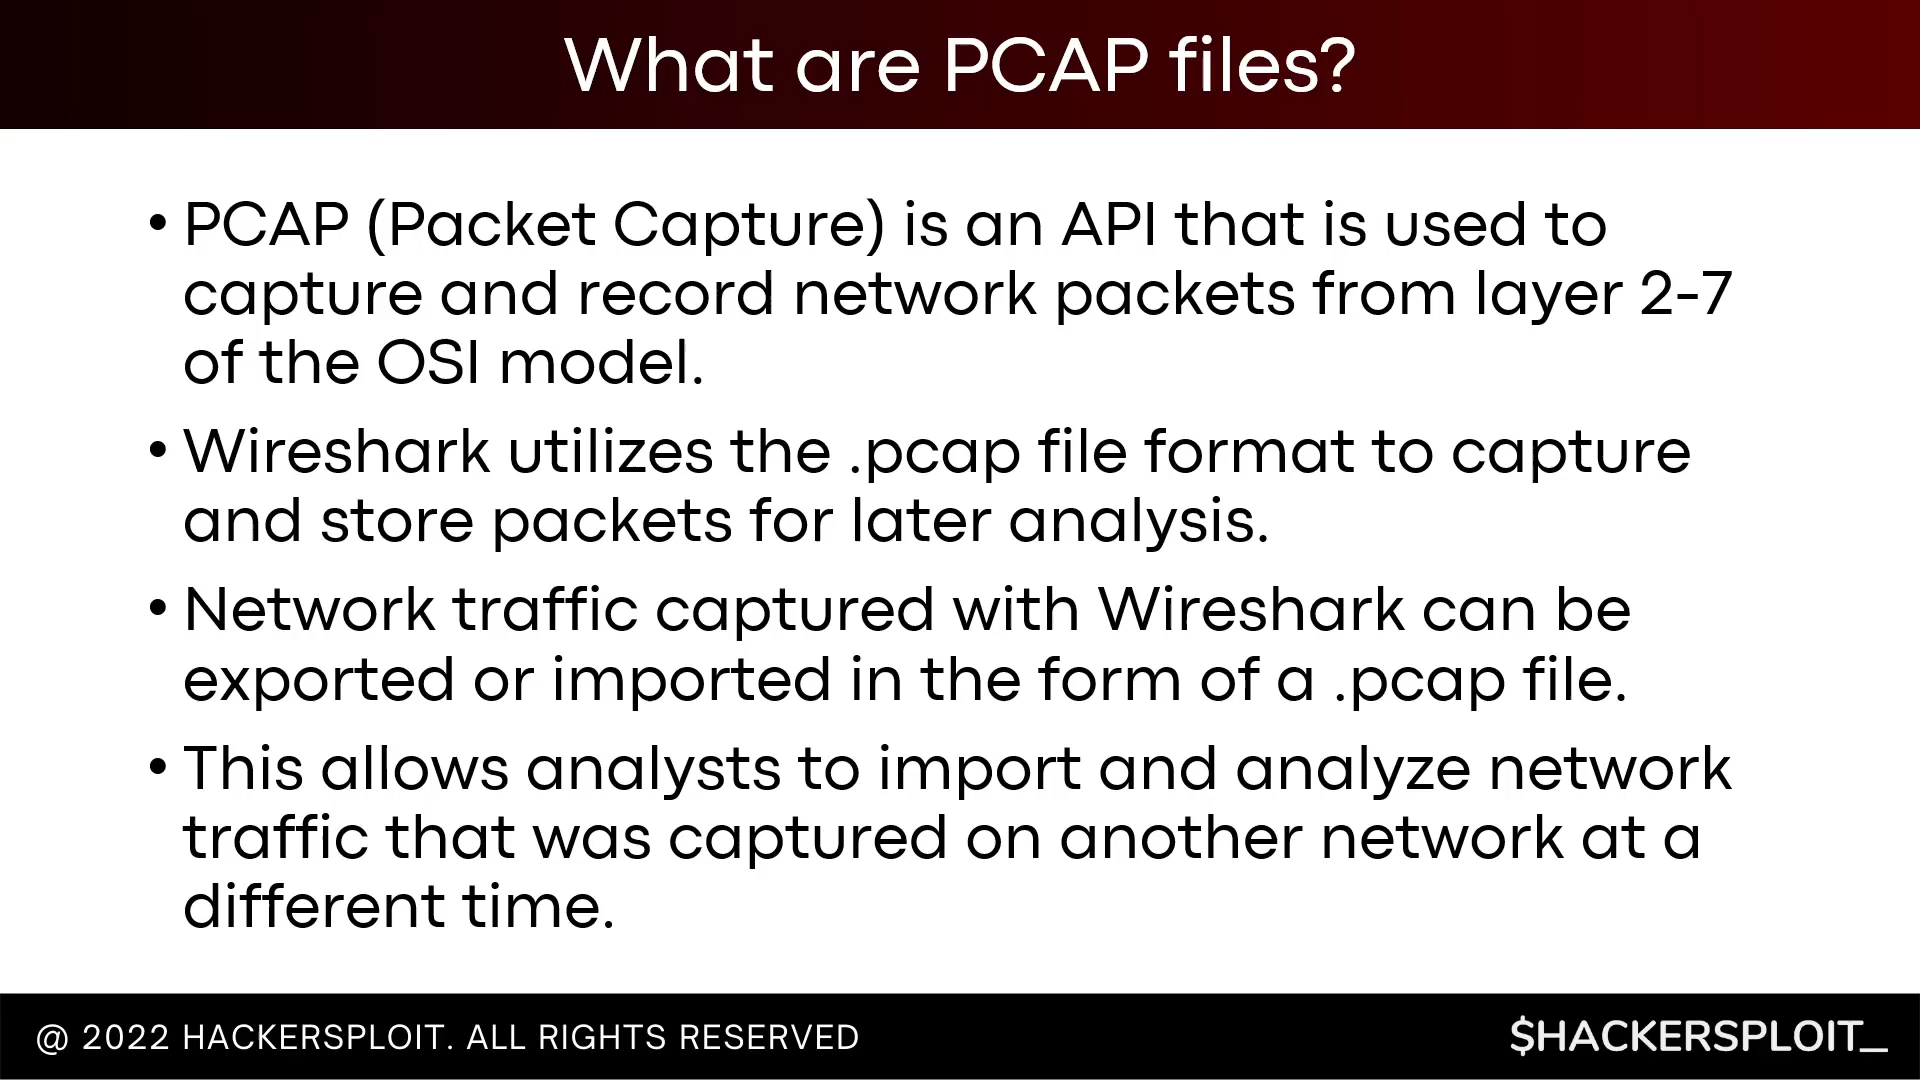 What are PCAP files?
• PCAP (Packet Capture) is an API that is used to
capture and record network packets from layer 2-7
of the OSI model.
• Wireshark utilizes the .pcap file format to capture
and store packets for later analysis.
• Network traffic captured with Wireshark can be
exported or imported in the form of a .pcap file.
• This allows analysts to import and analyze network
traffic that was captured on another network at a
different time.
@ 2022 HACKERSPLOIT. ALL RIGHTS RESERVED
$HACKERSPLOIT_